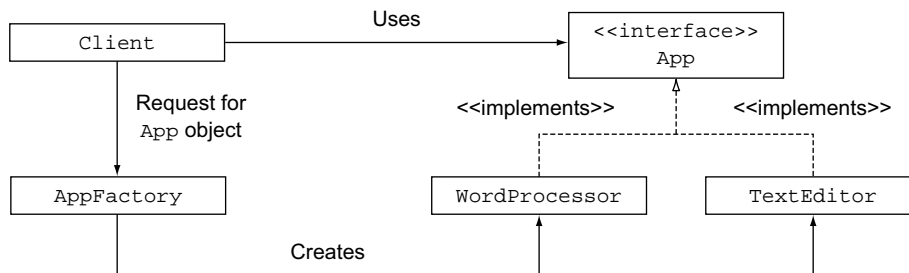 Uses
Client
<<interface>>
App
Request for
App object
<<implements>>
<<implements>>
AppFactory
WordProcessor
TextEditor
Creates